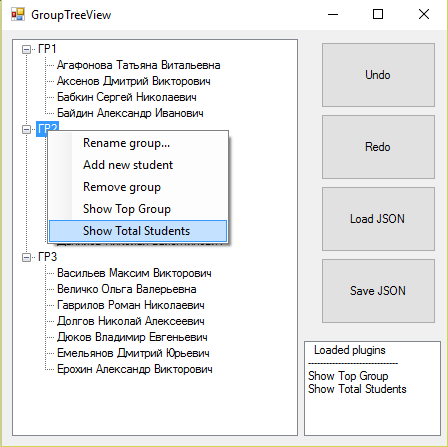 GroupTreeView
ГР1
Агафонова Татьяна Витальевна
Аксенов Дмитрий Викторович
Бабкин Сергей Николаевич
Байдин Александр Иванович
Rename group...
Add new student
Remove group
Show Top Group
Show Total Students
ГР3
Васильев Максим Викторович
Величко Ольга Валерьевна
Гаврилов Роман Николаевич
Долгов Николай Алексеевич
Дюков Владимир Евгеньевич
Емельянов Дмитрий Юрьевич
Ерохин Александр Викторович
Undo
Redo
Load JSON
Save JSON
Loaded plugins
------------------------------
Show Top Group
Show Total Students